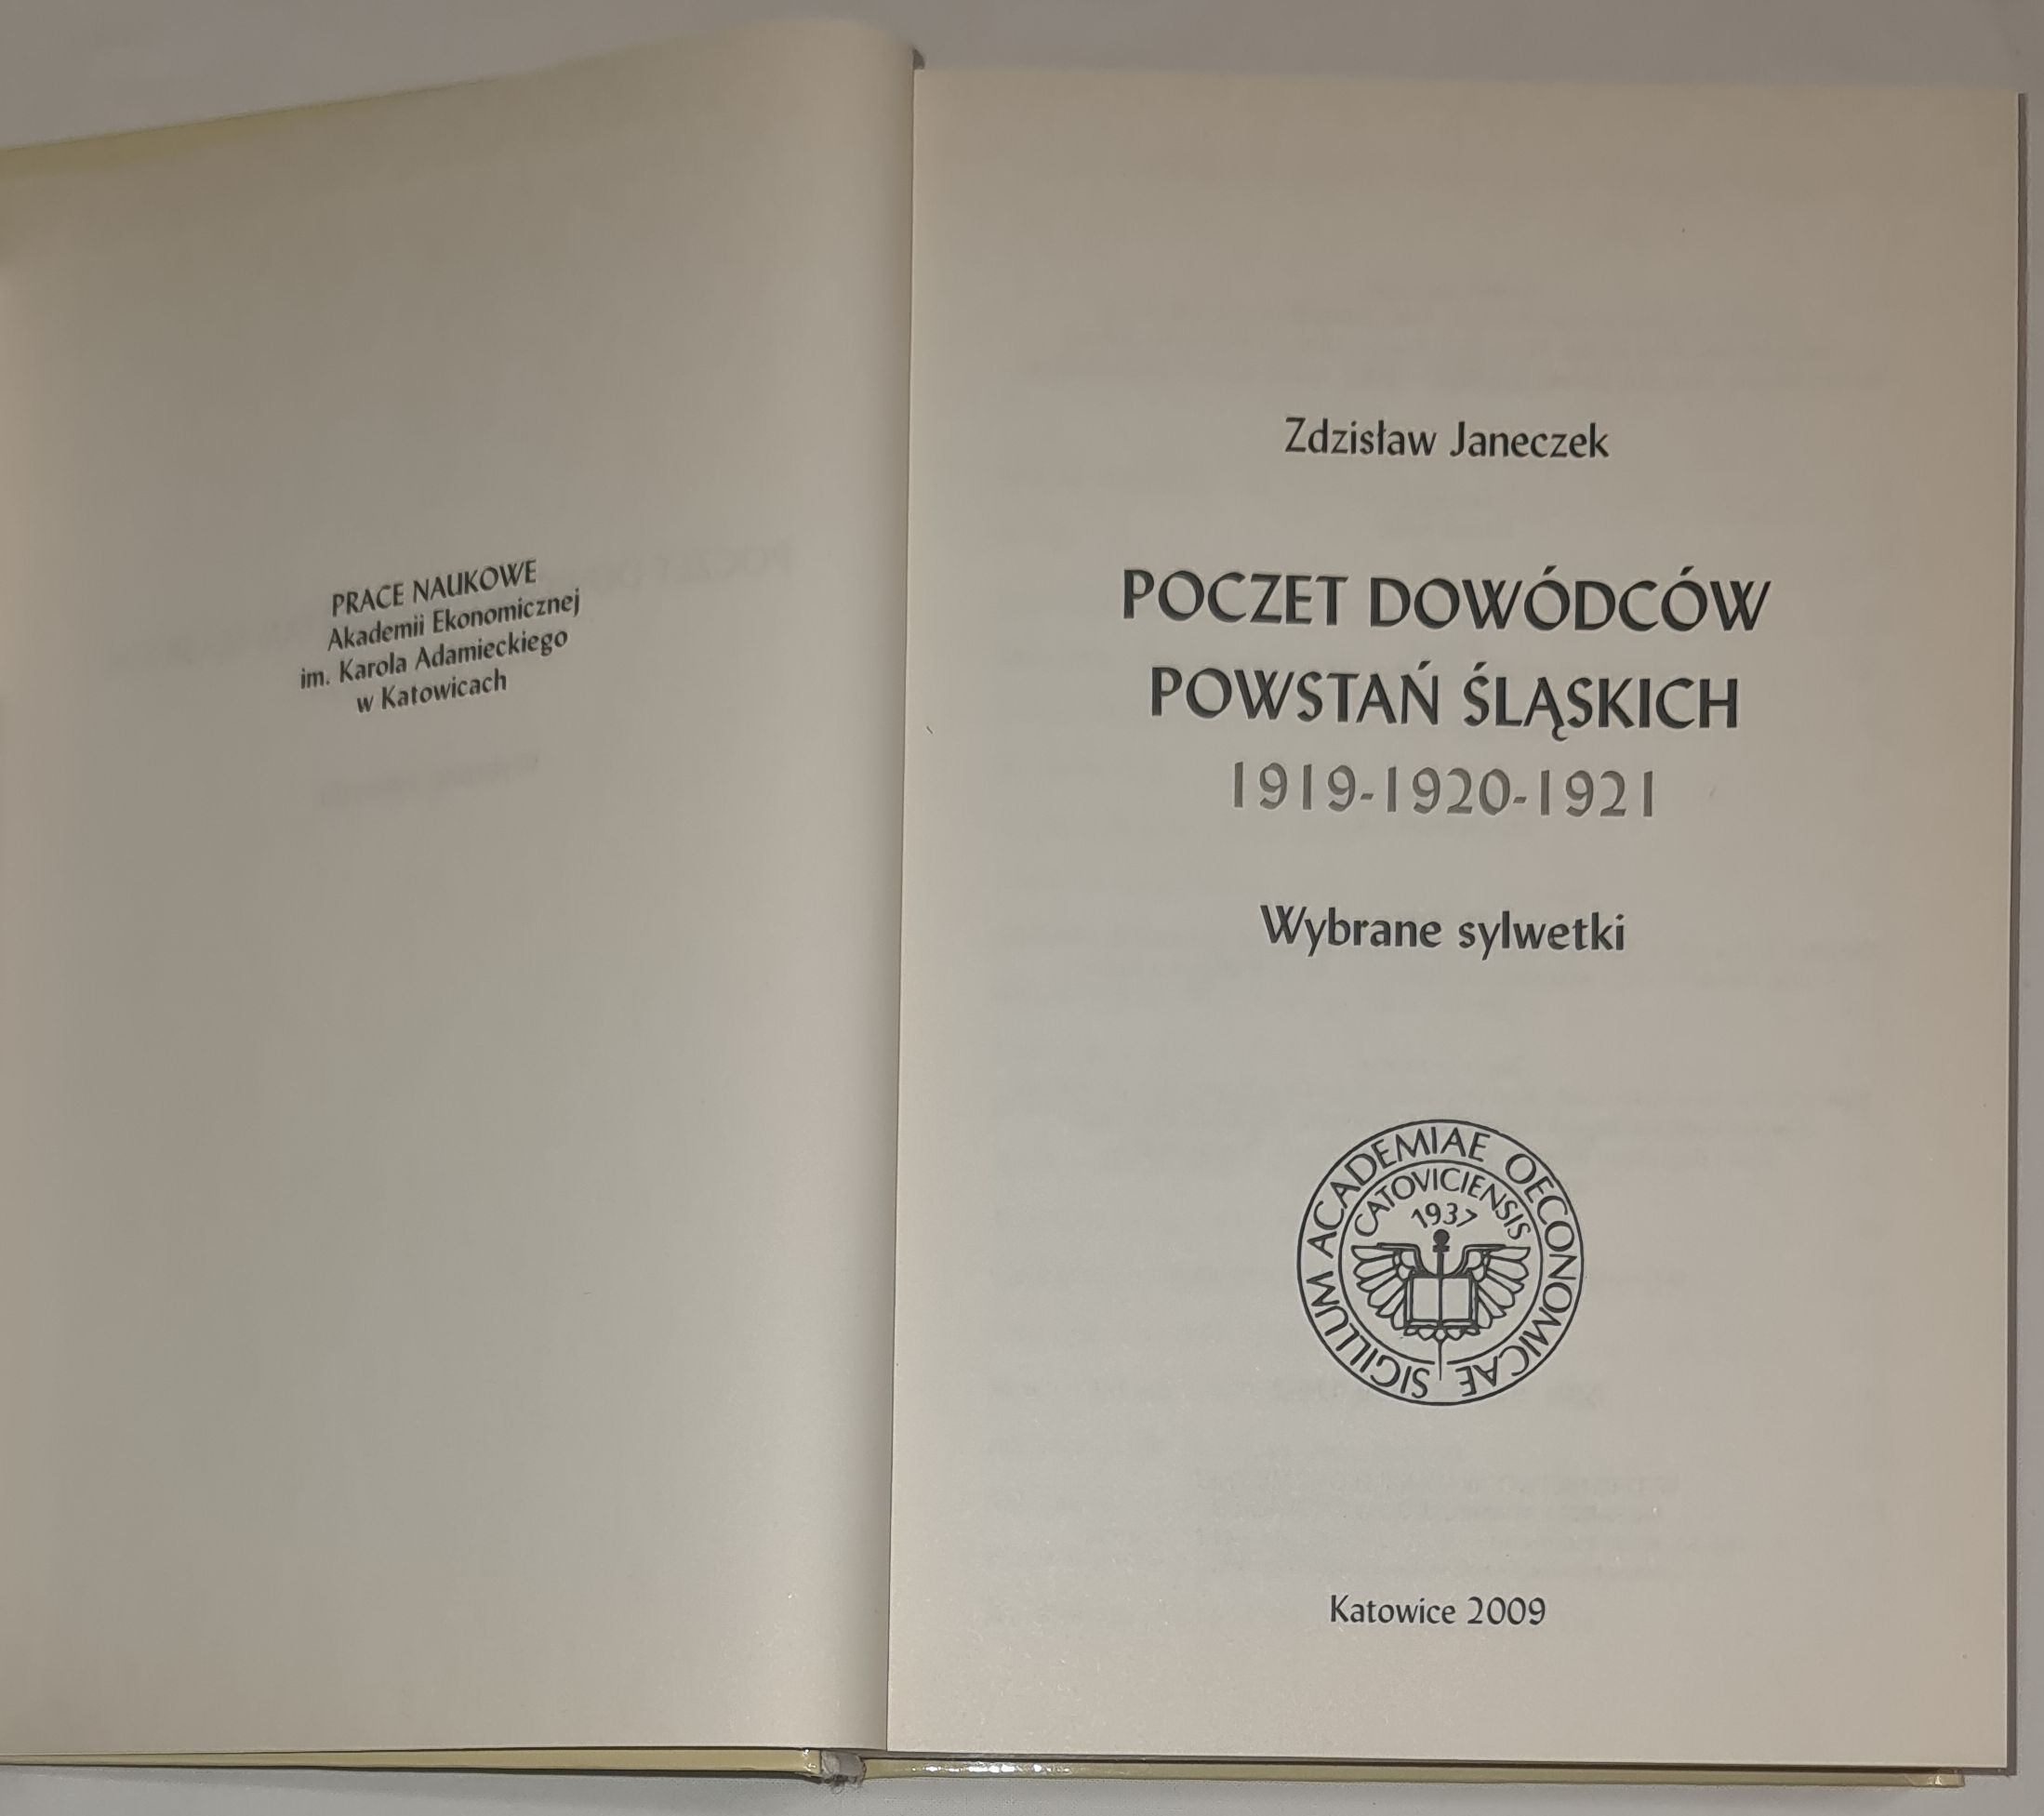 PRACE NAUKOWE
Akademii Ekonomicznej
im. Karola Adamieckiego
w Katowicach
Zdzisław Janeczek
POCZET DOWÓDCÓW
POWSTAŃ ŚLĄSKICH
1919-1920-1921
Wybrane sylwetki
SIGILLUM ACADEMIAE OECONOMICAE
CATOVICIENSIS
1937
Katowice 2009